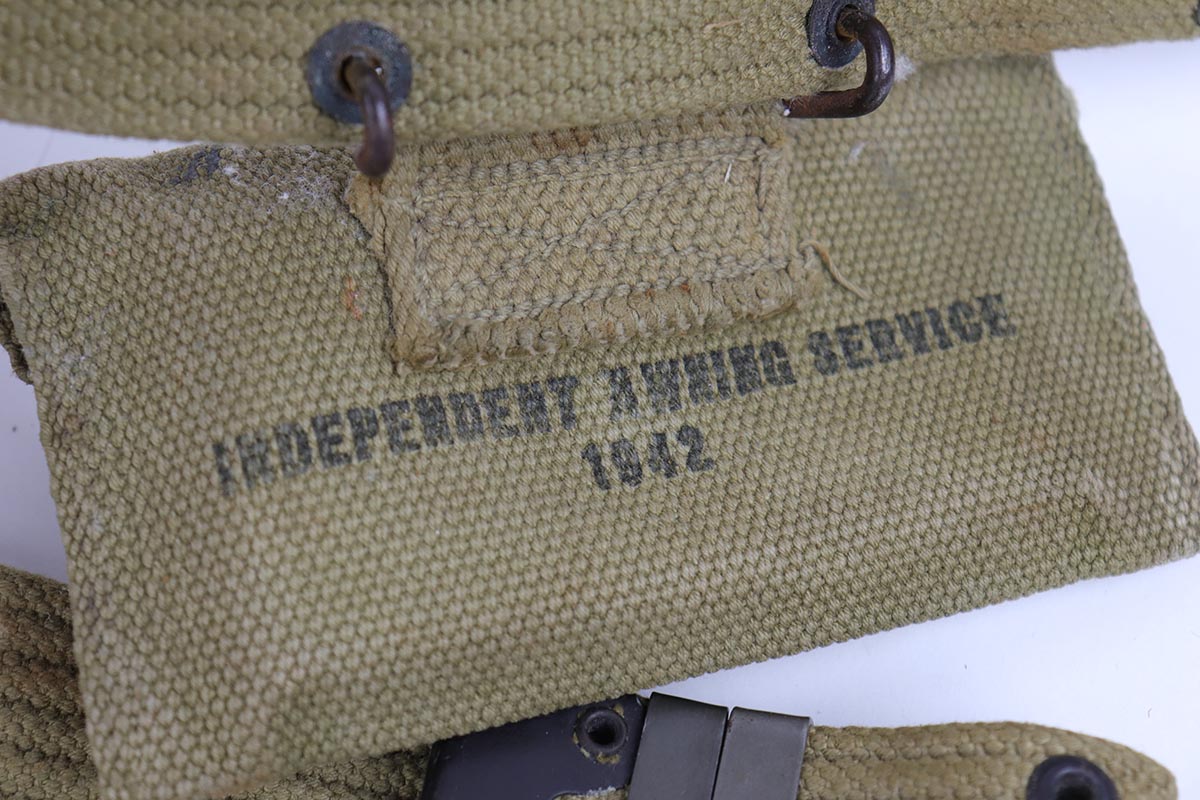 INDEPENDENT AWNING SERVICE
1942